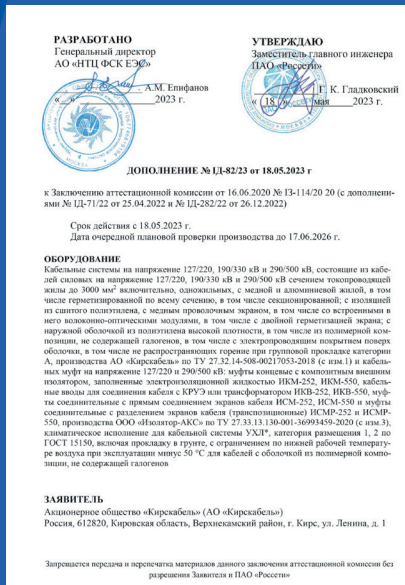 РАЗРАБОТАНО
Генеральный директор
АО «НТЦ ФСК ЕЭС»
А.М. Епифанов
«__»__________2023 г.
УТВЕРЖДАЮ
Заместитель главного инженера
ПАО «Россети»
Г. К. Гладковский
« 18 » мая 2023 г.
ДОПОЛНЕНИЕ № IД-82/23 от 18.05.2023 г
к Заключению аттестационной комиссии от 16.06.2020 № IЗ-114/20 20 (с дополнени-
ями № IД-71/22 от 25.04.2022 и № IД-282/22 от 26.12.2022)
Срок действия с 18.05.2023 г.
Дата очередной плановой проверки производства до 17.06.2026 г.
ОБОРУДОВАНИЕ
Кабельные системы на напряжение 127/220, 190/330 кВ и 290/500 кВ, состоящие из кабе-
лей силовых на напряжение 127/220, 190/330 кВ и 290/500 кВ сечением токопроводящей
жилы до 3000 мм² включительно, одножильных, с медной и алюминиевой жилой, в том
числе герметизированной по всему сечению, в том числе секционированной; с изоляцией
из сшитого полиэтилена, с медным проволочным экраном, в том числе со встроенными в
него волоконно-оптическими модулями, в том числе с двойной герметизацией экрана; с
наружной оболочкой из полиэтилена высокой плотности, в том числе из полимерной ком-
позиции, не содержащей галогенов, в том числе с электропроводящим покрытием поверх
оболочки, в том числе не распространяющих горение при групповой прокладке категории
А, производства АО «Кирскабель» по ТУ 27.32.14-508-00217053-2018 (с изм.1) и кабель-
ных муфт на напряжение 127/220 и 290/500 кВ: муфты концевые с композитным внешним
изолятором, заполненные электроизоляционной жидкостью ИКМ-252, ИКМ-550, кабель-
ные вводы для соединения кабеля с КРУЭ или трансформатором ИКВ-252, ИКВ-550, муф-
ты соединительные с прямым соединением экранов кабеля ИСМ-252, ИСМ-550 и муфты
соединительные с разделением экранов кабеля (транспозиционные) ИСМР-252 и ИСМР-
550, производства ООО «Изолятор-АКС» по ТУ 27.33.13.130-001-36993459-2020 (с изм.3),
климатическое исполнение для кабельной системы УХЛ*, категория размещения 1, 2 по
ГОСТ 15150, включая прокладку в грунте, с ограничением по нижней рабочей температу-
ре воздуха при эксплуатации минус 50 °С для кабелей с оболочкой из полимерной компо-
зиции, не содержащей галогенов
ЗАЯВИТЕЛЬ
Акционерное общество «Кирскабель» (АО «Кирскабель»)
Россия, 612820, Кировская область, Верхнекамский район, г. Кирс, ул. Ленина, д. 1
Запрещается передача и перепечатка материалов данного заключения аттестационной комиссии без
разрешения Заявителя и ПАО «Россети»